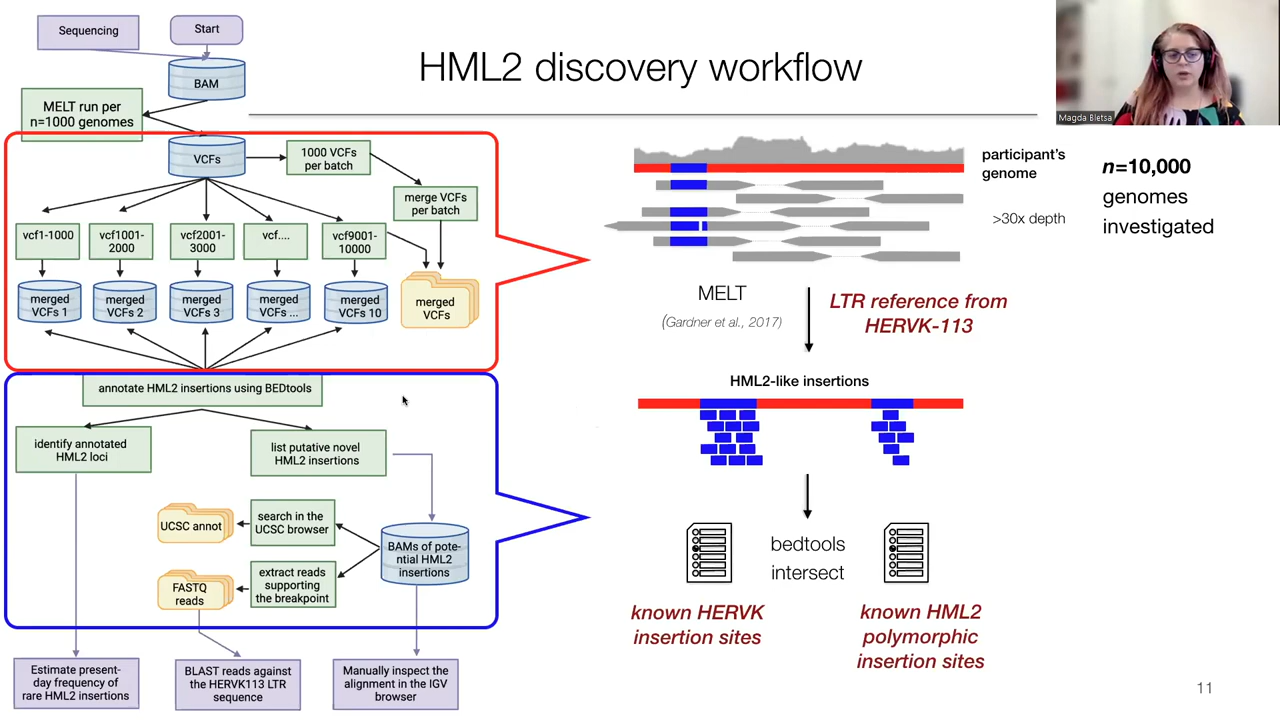 HML2 discovery workflow
Sequencing
Start
BAM
MELT run per
n=1000 genomes
VCFs
1000 VCFs
per batch
merge VCFs
per batch
vcf1-1000
vcf1001-
2000
vcf2001-
3000
vcf....
vcf9001-
10000
merged
VCFs 1
merged
VCFs 2
merged
VCFs 3
merged
VCFs ...
merged
VCFs 10
merged
VCFs
annotate HML2 insertions using BEDtools
identify annotated
HML2 loci
list putative novel
HML2 insertions
UCSC annot
search in the
UCSC browser
BAMs of pote-
ntial HML2
insertions
FASTQ
reads
extract reads
supporting
the breakpoint
Estimate present-
day frequency of
rare HML2 insertions
BLAST reads against
the HERVK113 LTR
sequence
Manually inspect the
alignment in the IGV
browser
participant's
genome
>30x depth
n=10,000
genomes
investigated
MELT
(Gardner et al., 2017)
LTR reference from
HERVK-113
HML2-like insertions
bedtools
intersect
known HERVK
insertion sites
known HML2
polymorphic
insertion sites
Magda Bletsa
11